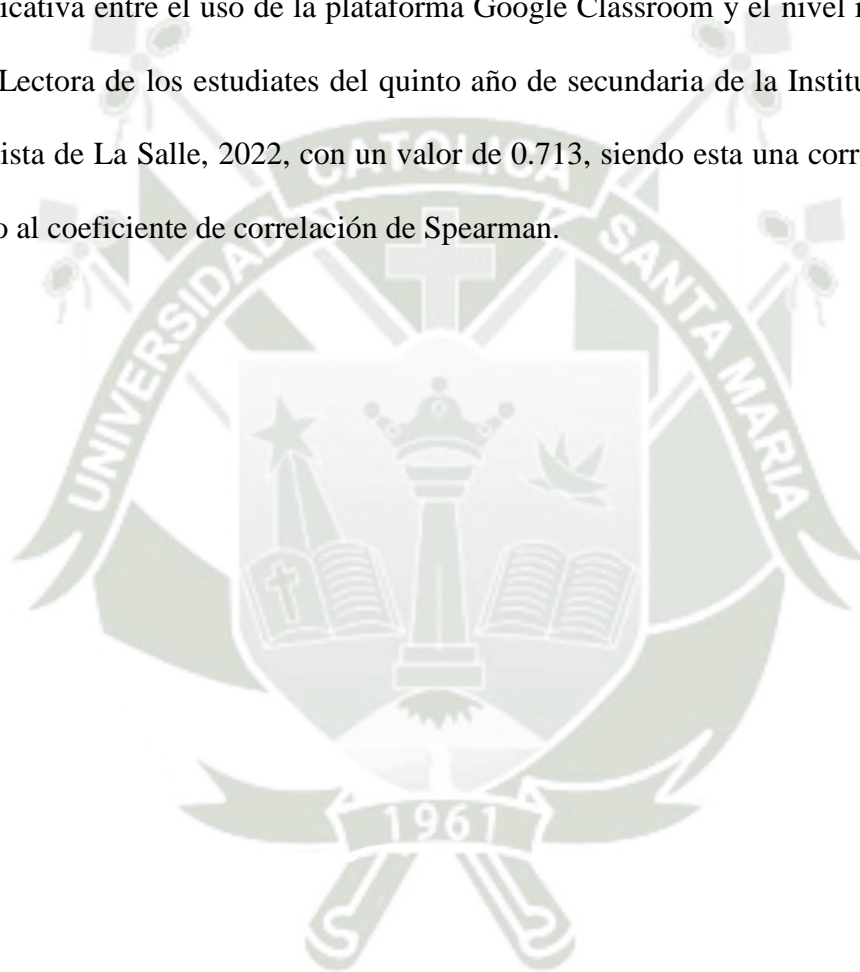 icativa entre el uso de la plataforma Google Classroom y el nivel
Lectora de los estudiates del quinto año de secundaria de la Institu
ista de La Salle, 2022, con un valor de 0.713, siendo esta una corr
o al coeficiente de correlación de Spearman.
UNIVERSIDAD CATOLICA SANTA MARIA
1961